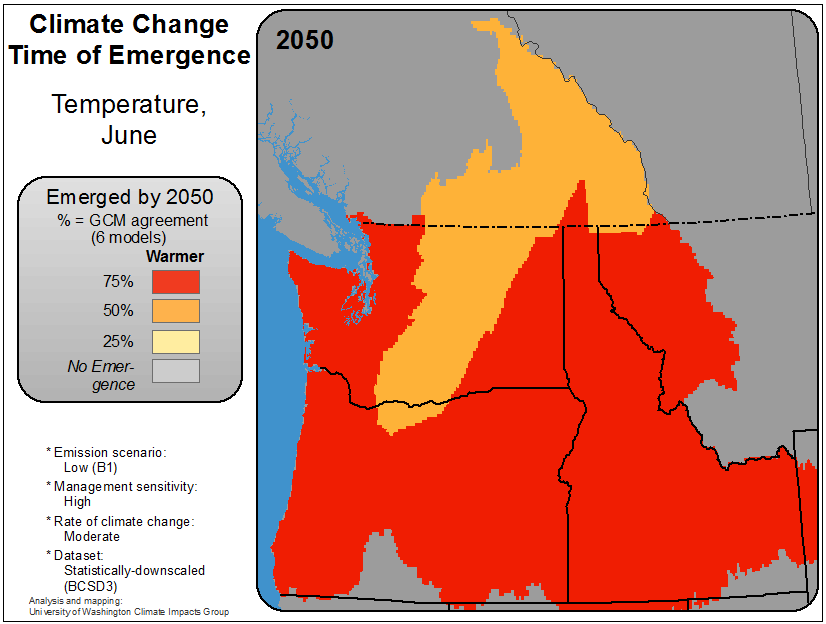 Climate Change
Time of Emergence
Temperature,
June
2050
Emerged by 2050
% = GCM agreement
(6 models)
Warmer
75%
50%
25%
No Emer-
gence
* Emission scenario:
Low (B1)
* Management sensitivity:
High
* Rate of climate change:
Moderate
* Dataset:
Statistically-downscaled
(BCSD3)
Analysis and mapping:
University of Washington Climate Impacts Group